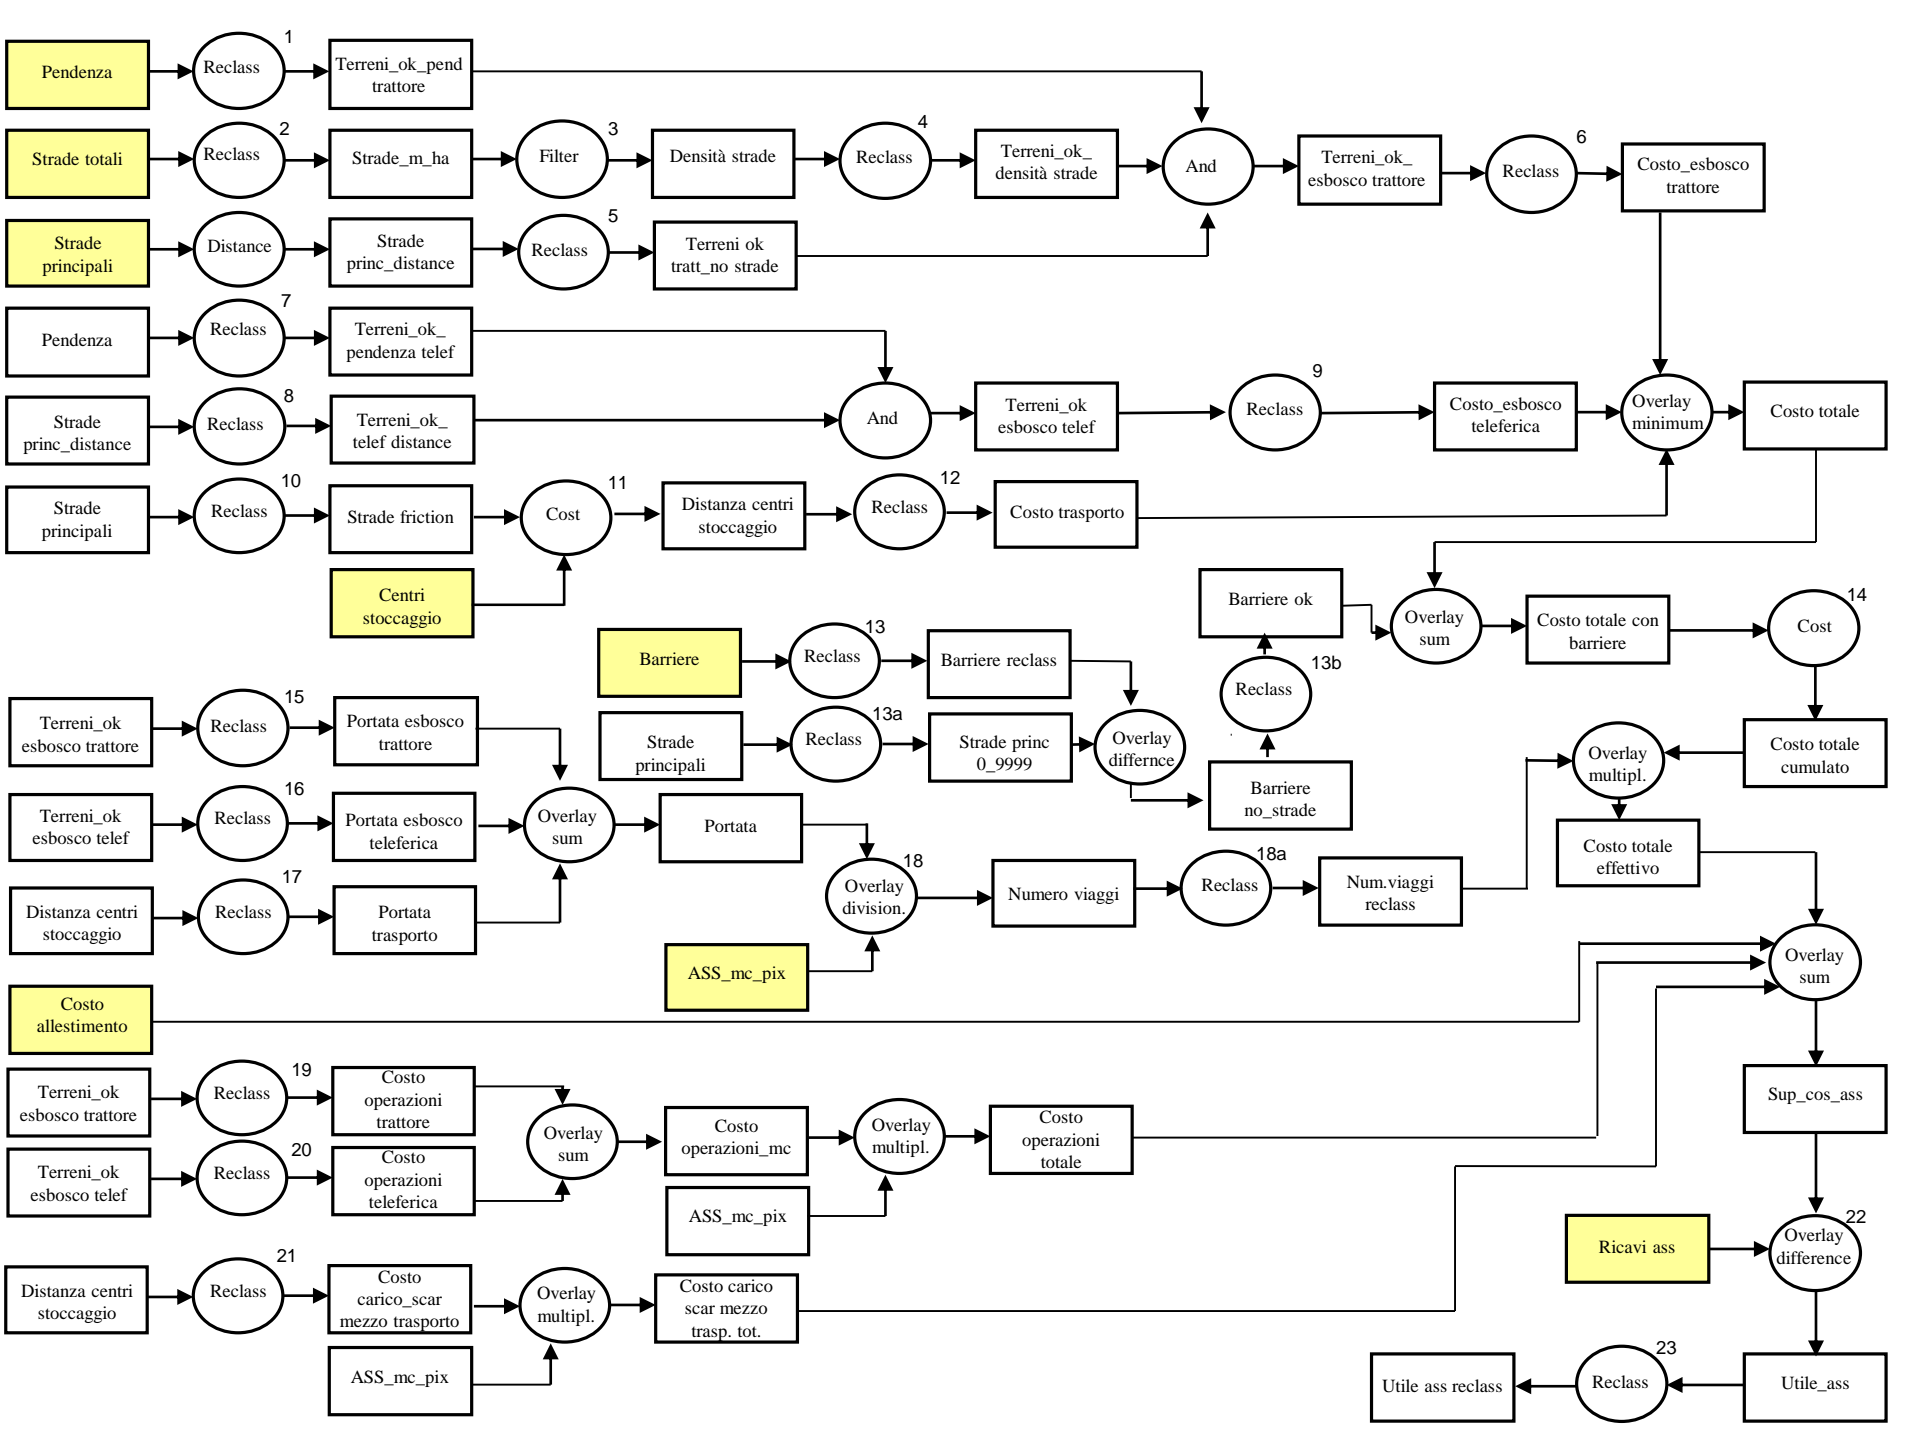 Pendenza
Reclass
1
Terreni_ok_pend
trattore
Strade totali
Reclass
2
Strade_m_ha
Filter
3
Densità strade
Reclass
4
Terreni_ok_
densità strade
And
Terreni_ok_
esbosco trattore
Reclass
6
Costo_esbosco
trattore
Strade
principali
Distance
Strade
princ_distance
Reclass
5
Terreni ok
tratt_no strade
Pendenza
Reclass
7
Terreni_ok_
pendenza telef
Strade
princ_distance
Reclass
8
Terreni_ok_
telef distance
And
Terreni_ok
esbosco telef
Reclass
9
Costo_esbosco
teleferica
Overlay
minimum
Costo totale
Strade
principali
Reclass
10
Strade friction
Cost
11
Distanza centri
stoccaggio
Reclass
12
Costo trasporto
Centri
stoccaggio
Barriere
Reclass
13
Barriere reclass
Barriere ok
Reclass
13b
Overlay
sum
Costo totale con
barriere
Cost
14
Strade
principali
Reclass
13a
Strade princ
0_9999
Overlay
differnce
Barriere
no_strade
Overlay
multipl.
Costo totale
cumulato
Costo totale
effettivo
Terreni_ok
esbosco trattore
Reclass
15
Portata esbosco
trattore
Terreni_ok
esbosco telef
Reclass
16
Portata esbosco
teleferica
Overlay
sum
Portata
Distanza centri
stoccaggio
Reclass
17
Portata
trasporto
Overlay
division.
18
Numero viaggi
Reclass
18a
Num.viaggi
reclass
ASS_mc_pix
Overlay
sum
Costo
allestimento
Terreni_ok
esbosco trattore
Reclass
19
Costo
operazioni
trattore
Terreni_ok
esbosco telef
Reclass
20
Costo
operazioni
teleferica
Overlay
sum
Costo
operazioni_mc
Overlay
multipl.
Costo
operazioni
totale
ASS_mc_pix
Sup_cos_ass
Ricavi ass
Overlay
difference
22
Distanza centri
stoccaggio
Reclass
21
Costo
carico_scar
mezzo trasporto
Overlay
multipl.
Costo carico
scar mezzo
trasp. tot.
ASS_mc_pix
Utile ass reclass
Reclass
23
Utile_ass